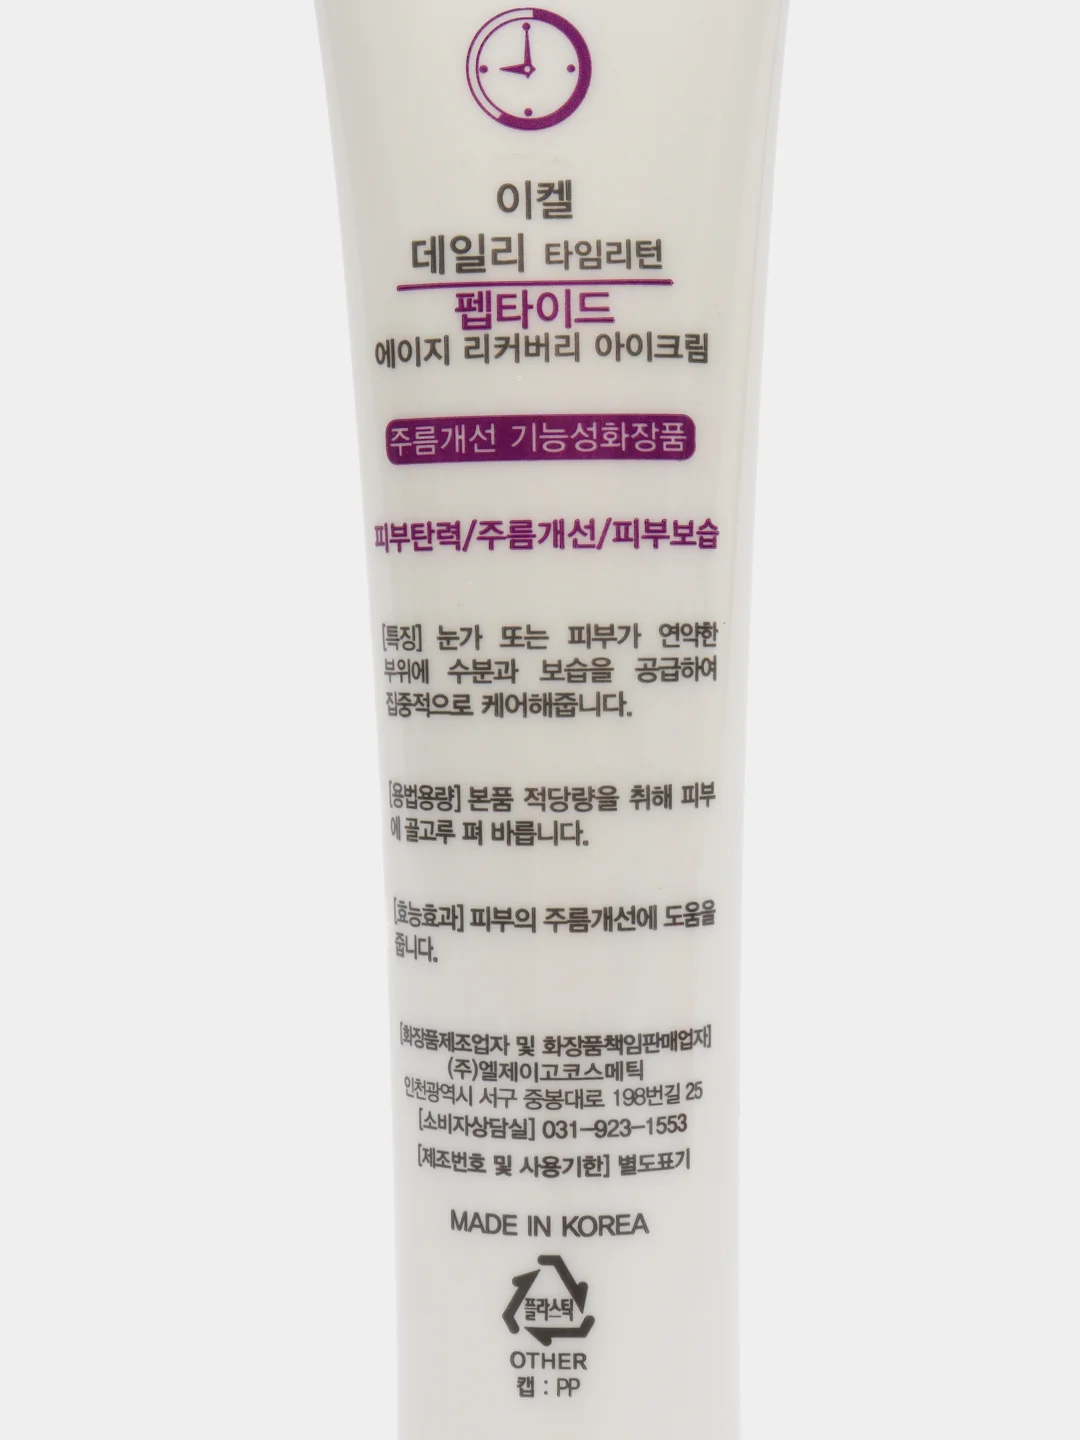 이켈
데일리 타임리턴
펩타이드
에이지 리커버리 아이크림
주름개선 기능성화장품
피부탄력/주름개선/피부보습
[특징] 눈가 또는 피부가 연약한
부위에 수분과 보습을 공급하여
집중적으로 케어해줍니다.
[용법용량] 본품 적당량을 취해 피부
에 골고루 펴 바릅니다.
[효능효과] 피부의 주름개선에 도움을
줍니다.
[화장품제조업자 및 화장품책임판매업자]
(주)엘제이고코스메틱
인천광역시 서구 중봉대로 198번길 25
[소비자상담실] 031-923-1553
[제조번호 및 사용기한] 별도표기
MADE IN KOREA
플라스틱
OTHER
캡 : PP